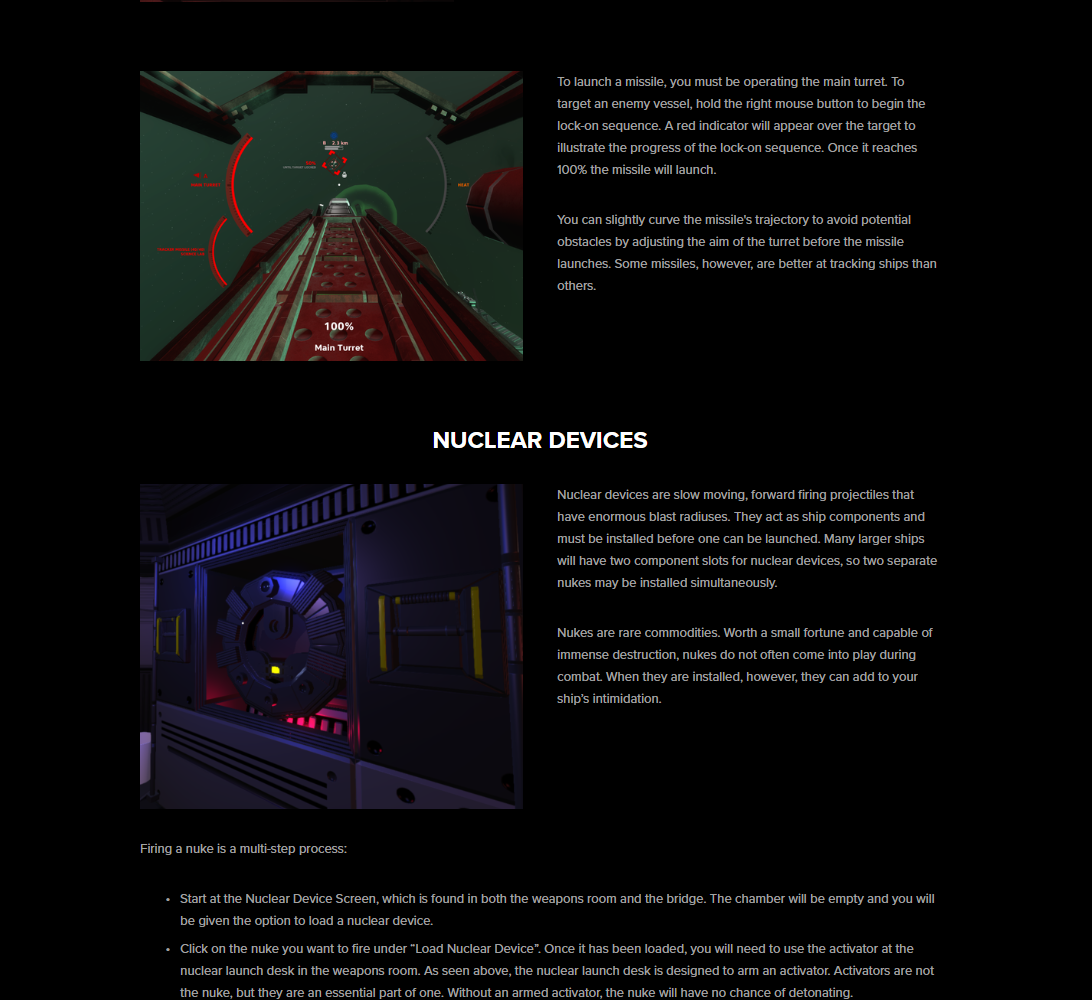 To launch a missile, you must be operating the main turret. To
target an enemy vessel, hold the right mouse button to begin the
lock-on sequence. A red indicator will appear over the target to
illustrate the progress of the lock-on sequence. Once it reaches
100% the missile will launch.
You can slightly curve the missile's trajectory to avoid potential
obstacles by adjusting the aim of the turret before the missile
launches. Some missiles, however, are better at tracking ships than
others.
2.3 km
MAIN TURRET
MEAT
100%
Main Turret
NUCLEAR DEVICES
Nuclear devices are slow moving, forward firing projectiles that
have enormous blast radiuses. They act as ship components and
must be installed before one can be launched. Many larger ships
will have two component slots for nuclear devices, so two separate
nukes may be installed simultaneously.
Nukes are rare commodities. Worth a small fortune and capable of
immense destruction, nukes do not often come into play during
combat. When they are installed, however, they can add to your
ship's intimidation.
Firing a nuke is a multi-step process:
• Start at the Nuclear Device Screen, which is found in both the weapons room and the bridge. The chamber will be empty and you will
be given the option to load a nuclear device.
• Click on the nuke you want to fire under “Load Nuclear Device”. Once it has been loaded, you will need to use the activator at the
nuclear launch desk in the weapons room. As seen above, the nuclear launch desk is designed to arm an activator. Activators are not
the nuke, but they are an essential part of one. Without an armed activator, the nuke will have no chance of detonating.